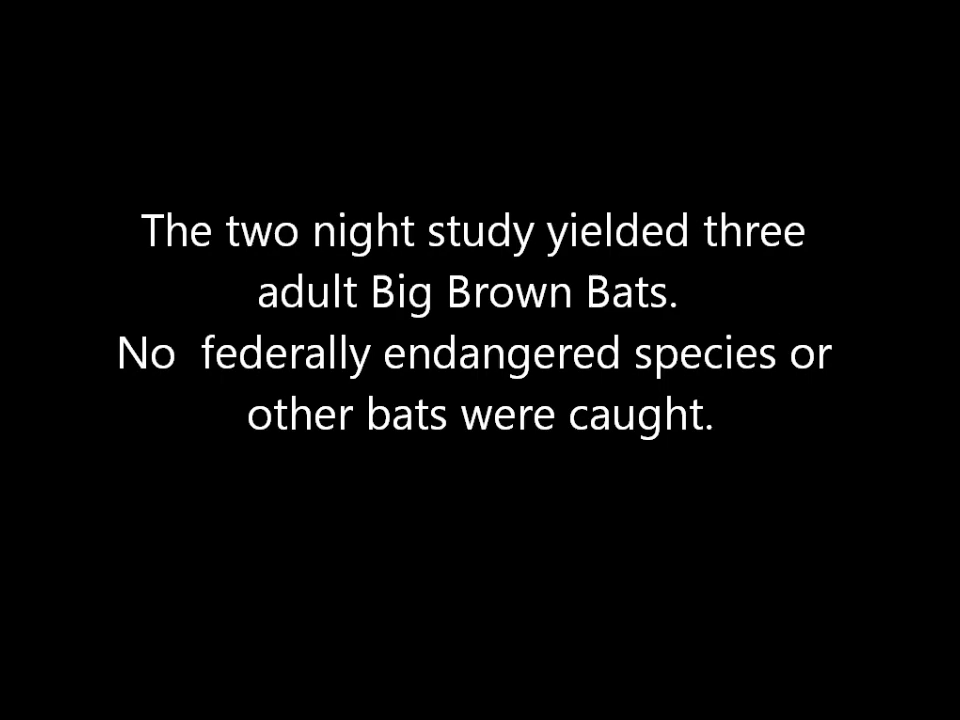 The two night study yielded three
adult Big Brown Bats.
No  federally endangered species or
other bats were caught.